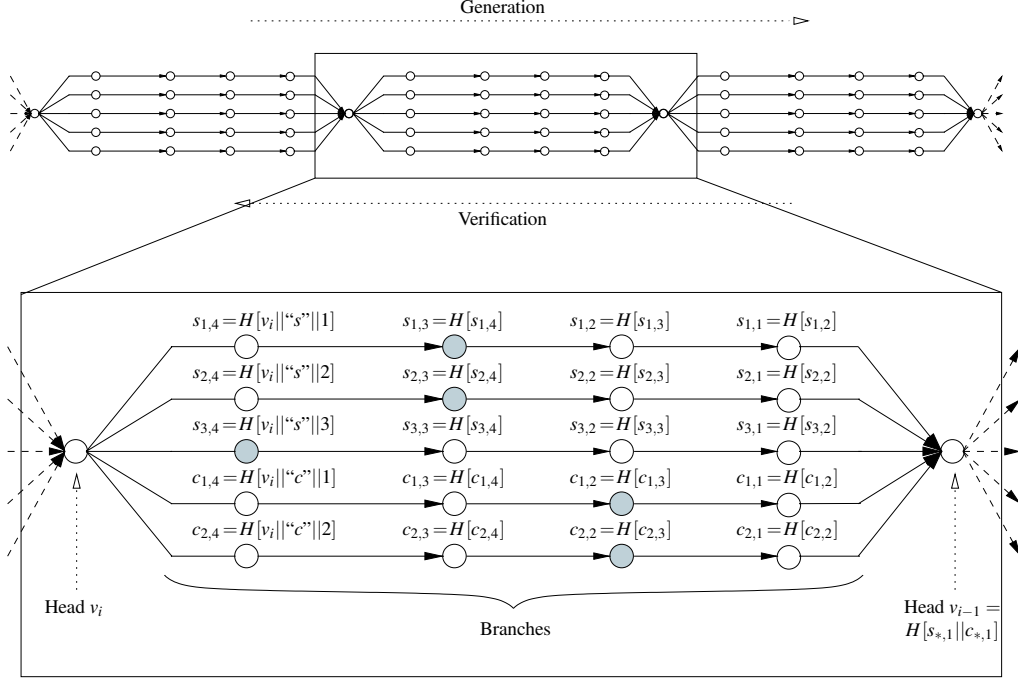 Generation
Verification
s1,4=H[vi||“s”||1] s1,3=H[s1,4] s1,2=H[s1,3] s1,1=H[s1,2]
s2,4=H[vi||“s”||2] s2,3=H[s2,4] s2,2=H[s2,3] s2,1=H[s2,2]
s3,4=H[vi||“s”||3] s3,3=H[s3,4] s3,2=H[s3,3] s3,1=H[s3,2]
c1,4=H[vi||“c”||1] c1,3=H[c1,4] c1,2=H[c1,3] c1,1=H[c1,2]
c2,4=H[vi||“c”||2] c2,3=H[c2,4] c2,2=H[c2,3] c2,1=H[c2,2]
Head vi
Branches
Head vi−1 =
H[s∗,1||c∗,1]